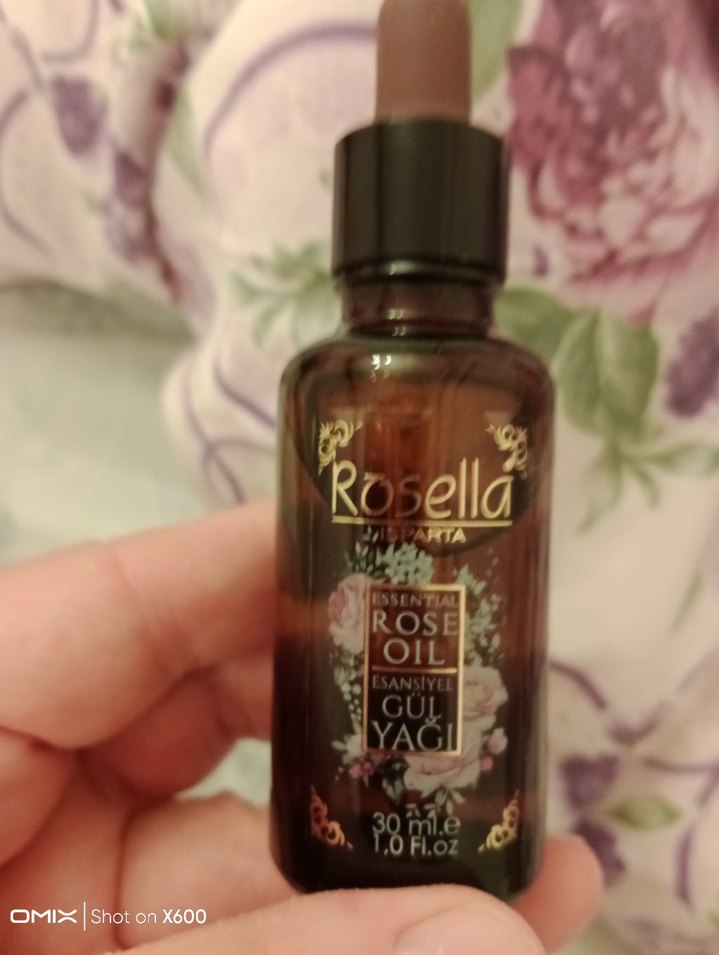 Rosella
ISPARTA
ESSENTIAL
ROSE
OIL
ESANSİYEL
GÜL
YAĞI
30 ml.e
1.0 Fl.oz
OMIX | Shot on X600